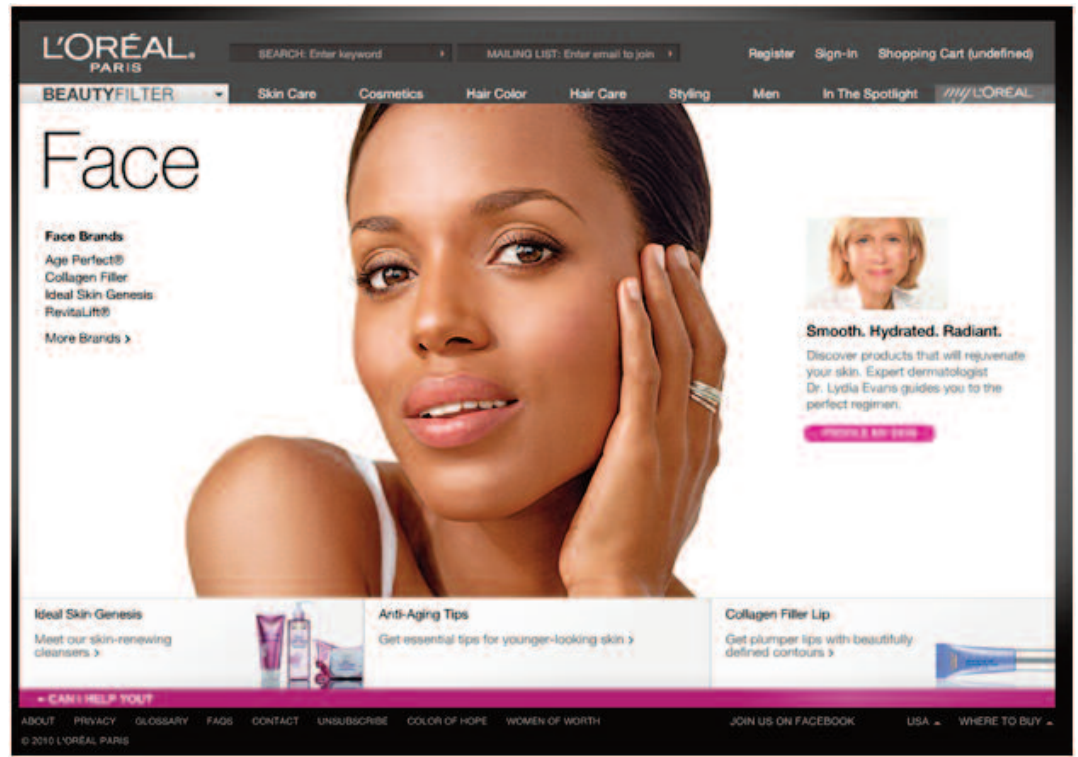 L'ORÉAL®
PARIS
SEARCH: Enter keyword
MAILING LIST: Enter email to join
Register Sign-In Shopping Cart (undefined)
BEAUTYFILTER Skin Care Cosmetics Hair Color Hair Care Styling Men In The Spotlight my L'ORÉAL
Face
Face Brands
Age Perfect®
Collagen Filler
Ideal Skin Genesis
RevitaLift®
More Brands >
Smooth. Hydrated. Radiant.
Discover products that will rejuvenate
your skin. Expert dermatologist
Dr. Lydia Evans guides you to the
perfect regimen.
PROFILE MY SKIN
Ideal Skin Genesis
Meet our skin-renewing
cleansers >
Anti-Aging Tips
Get essential tips for younger-looking skin >
Collagen Filler Lip
Get plumper lips with beautifully
defined contours >
CAN I HELP YOU?
ABOUT PRIVACY GLOSSARY FAQS CONTACT UNSUBSCRIBE COLOR OF HOPE WOMEN OF WORTH JOIN US ON FACEBOOK USA WHERE TO BUY
© 2010 L'ORÉAL PARIS